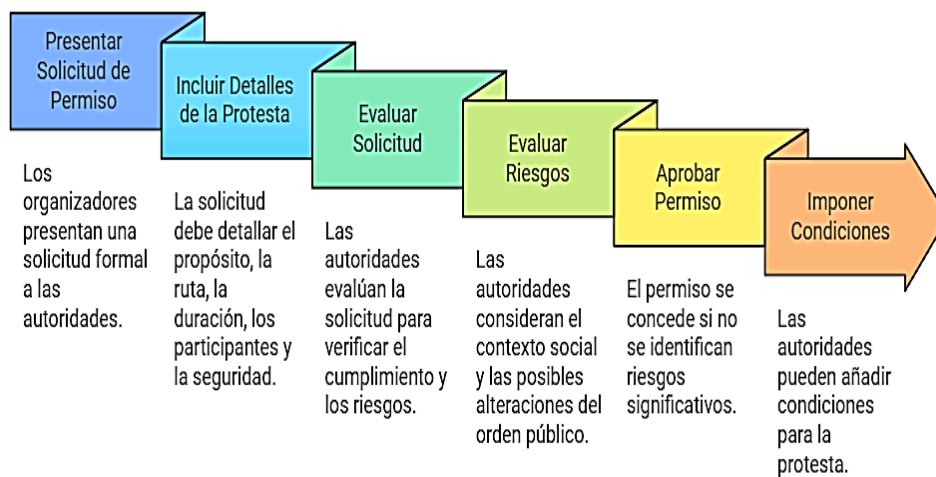 Presentar
Solicitud de
Permiso
Los
organizadores
presentan una
solicitud formal
a las
autoridades.
Incluir Detalles
de la Protesta
La solicitud
debe detallar el
propósito, la
ruta, la
duración, los
participantes y
la seguridad.
Evaluar
Solicitud
Las
autoridades
evalúan la
solicitud para
verificar el
cumplimiento y
los riesgos.
Evaluar
Riesgos
Las
autoridades
consideran el
contexto social
y las posibles
alteraciones del
orden público.
Aprobar
Permiso
El permiso se
concede si no
se identifican
riesgos
significativos.
Imponer
Condiciones
Las
autoridades
pueden añadir
condiciones
para la
protesta.